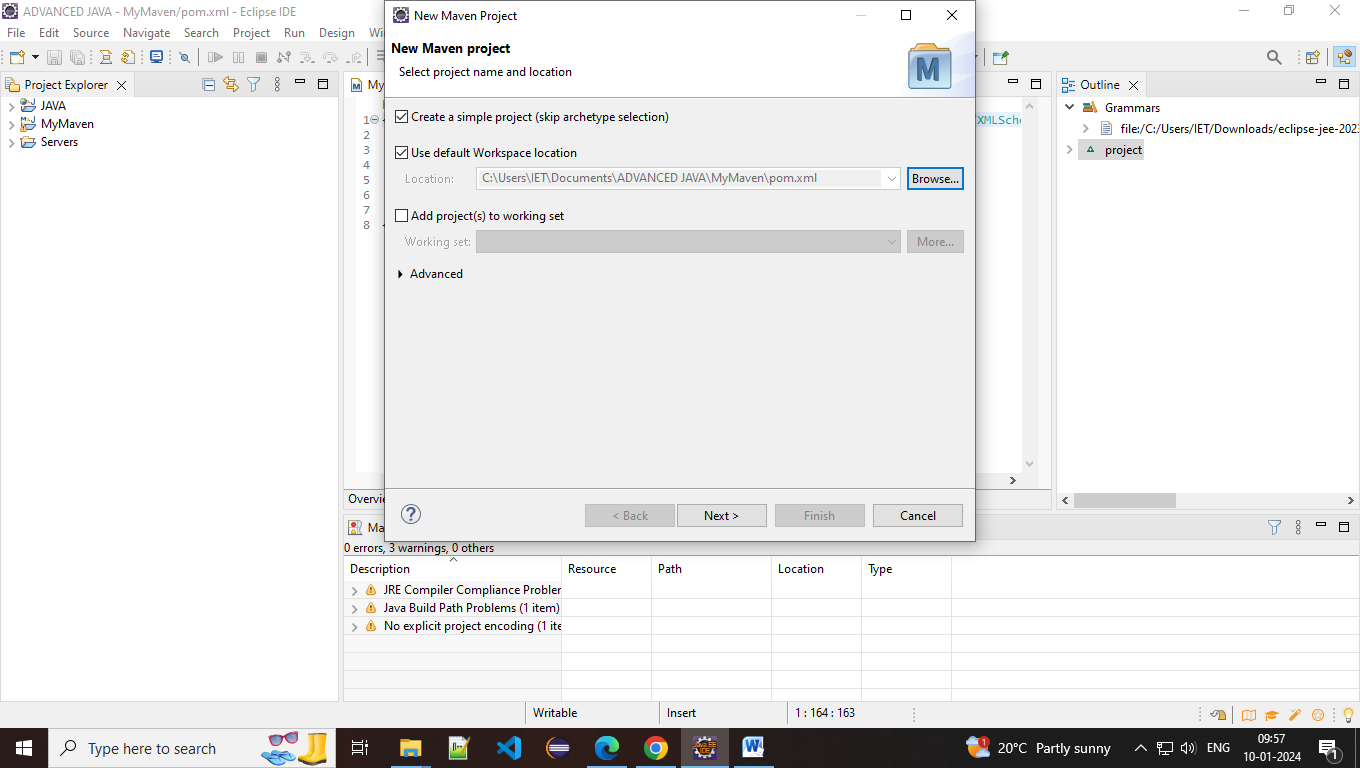 ADVANCED JAVA - MyMaven/pom.xml - Eclipse IDE
File Edit Source Navigate Search Project Run Design
New Maven Project
New Maven project
Select project name and location
M
Create a simple project (skip archetype selection)
Use default Workspace location
Location: C:\Users\IET\Documents\ADVANCED JAVA\MyMaven\pom.xml Browse...
Add project(s) to working set
Working set: More...
Advanced
< Back Next > Finish Cancel
Project Explorer
JAVA
MyMaven
Servers
1
2
3
4
5
6
7
8
Outline
Grammars
file:/C:/Users/IET/Downloads/eclipse-jee-202
project
0 errors, 3 warnings, 0 others
Description Resource Path Location Type
JRE Compiler Compliance Problem
Java Build Path Problems (1 item)
No explicit project encoding (1 ite
Writable Insert 1 : 164 : 163
Type here to search
20°C Partly sunny ENG 09:57
10-01-2024
1